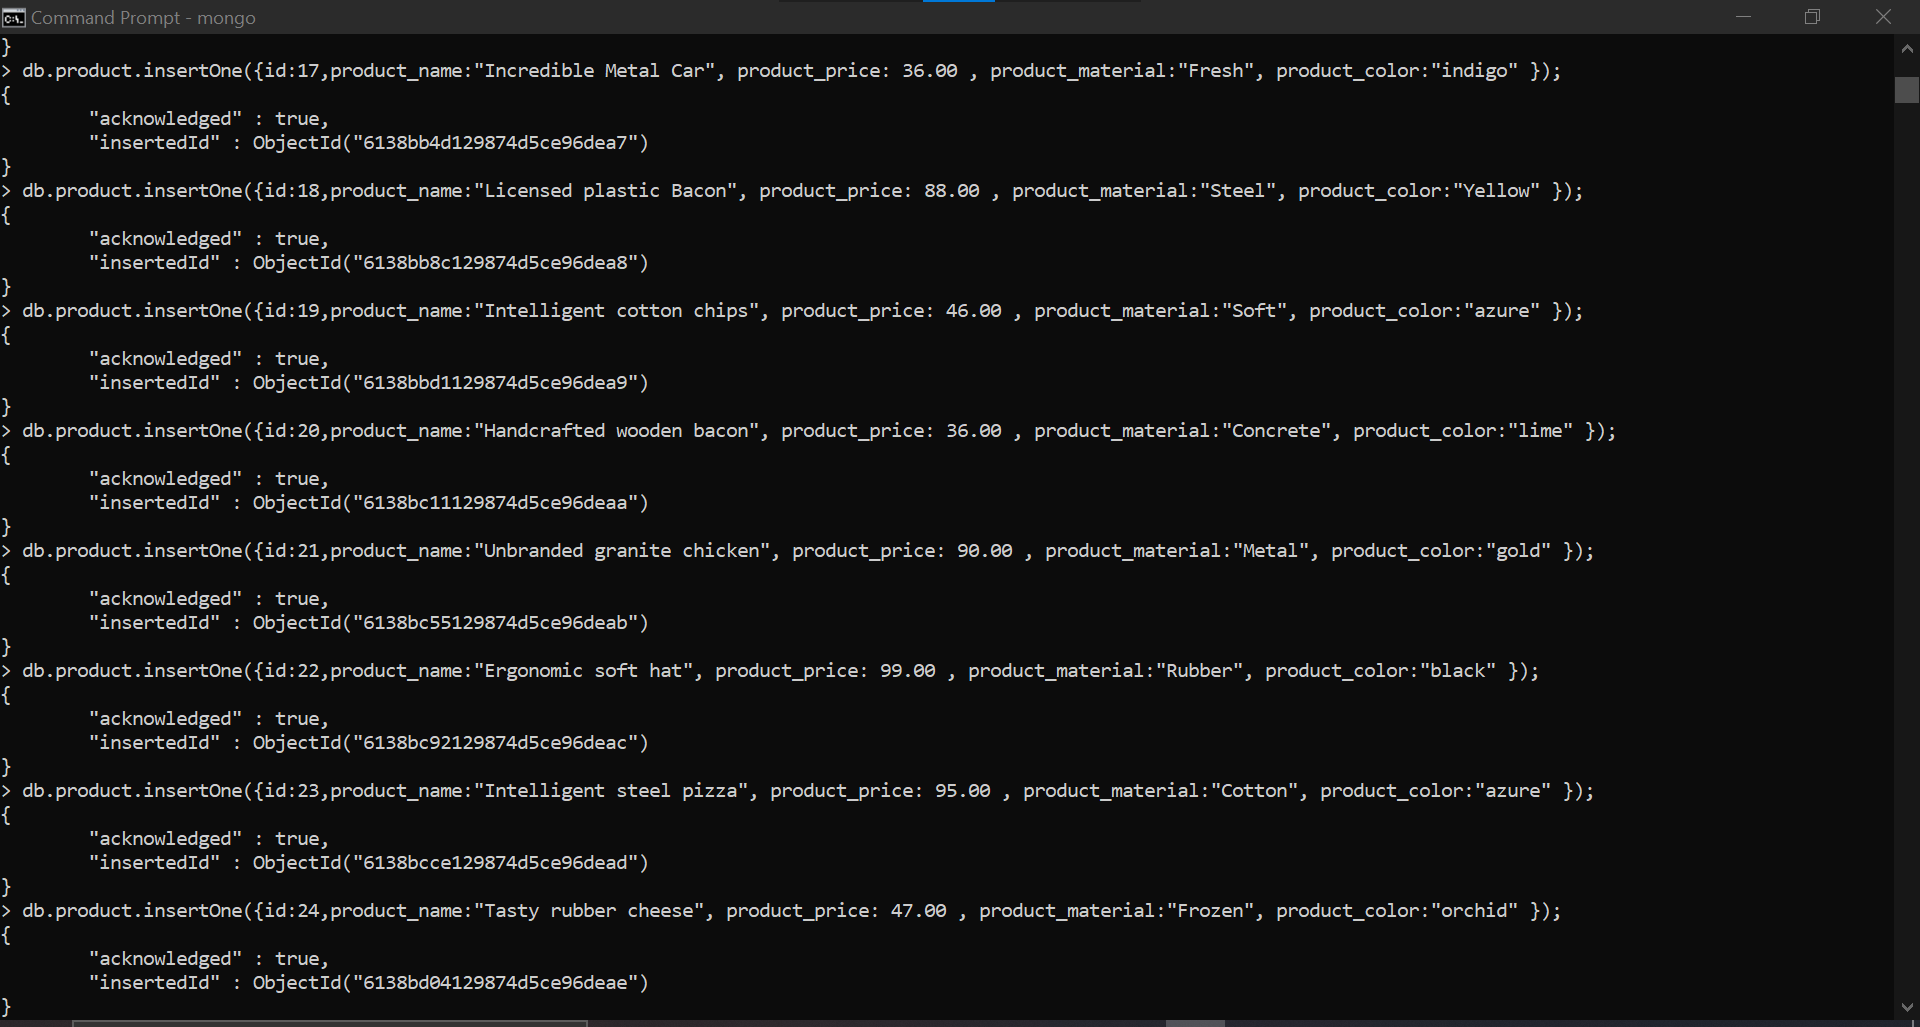 Command Prompt - mongo
}
> db.product.insertOne({id:17,product_name:"Incredible Metal Car", product_price: 36.00 , product_material:"Fresh", product_color:"indigo" });
{
        "acknowledged" : true,
        "insertedId" : ObjectId("6138bb4d129874d5ce96dea7")
}
> db.product.insertOne({id:18,product_name:"Licensed plastic Bacon", product_price: 88.00 , product_material:"Steel", product_color:"Yellow" });
{
        "acknowledged" : true,
        "insertedId" : ObjectId("6138bb8c129874d5ce96dea8")
}
> db.product.insertOne({id:19,product_name:"Intelligent cotton chips", product_price: 46.00 , product_material:"Soft", product_color:"azure" });
{
        "acknowledged" : true,
        "insertedId" : ObjectId("6138bbd1129874d5ce96dea9")
}
> db.product.insertOne({id:20,product_name:"Handcrafted wooden bacon", product_price: 36.00 , product_material:"Concrete", product_color:"lime" });
{
        "acknowledged" : true,
        "insertedId" : ObjectId("6138bc11129874d5ce96deaa")
}
> db.product.insertOne({id:21,product_name:"Unbranded granite chicken", product_price: 90.00 , product_material:"Metal", product_color:"gold" });
{
        "acknowledged" : true,
        "insertedId" : ObjectId("6138bc55129874d5ce96deab")
}
> db.product.insertOne({id:22,product_name:"Ergonomic soft hat", product_price: 99.00 , product_material:"Rubber", product_color:"black" });
{
        "acknowledged" : true,
        "insertedId" : ObjectId("6138bc92129874d5ce96deac")
}
> db.product.insertOne({id:23,product_name:"Intelligent steel pizza", product_price: 95.00 , product_material:"Cotton", product_color:"azure" });
{
        "acknowledged" : true,
        "insertedId" : ObjectId("6138bcce129874d5ce96dead")
}
> db.product.insertOne({id:24,product_name:"Tasty rubber cheese", product_price: 47.00 , product_material:"Frozen", product_color:"orchid" });
{
        "acknowledged" : true,
        "insertedId" : ObjectId("6138bd04129874d5ce96deae")
}